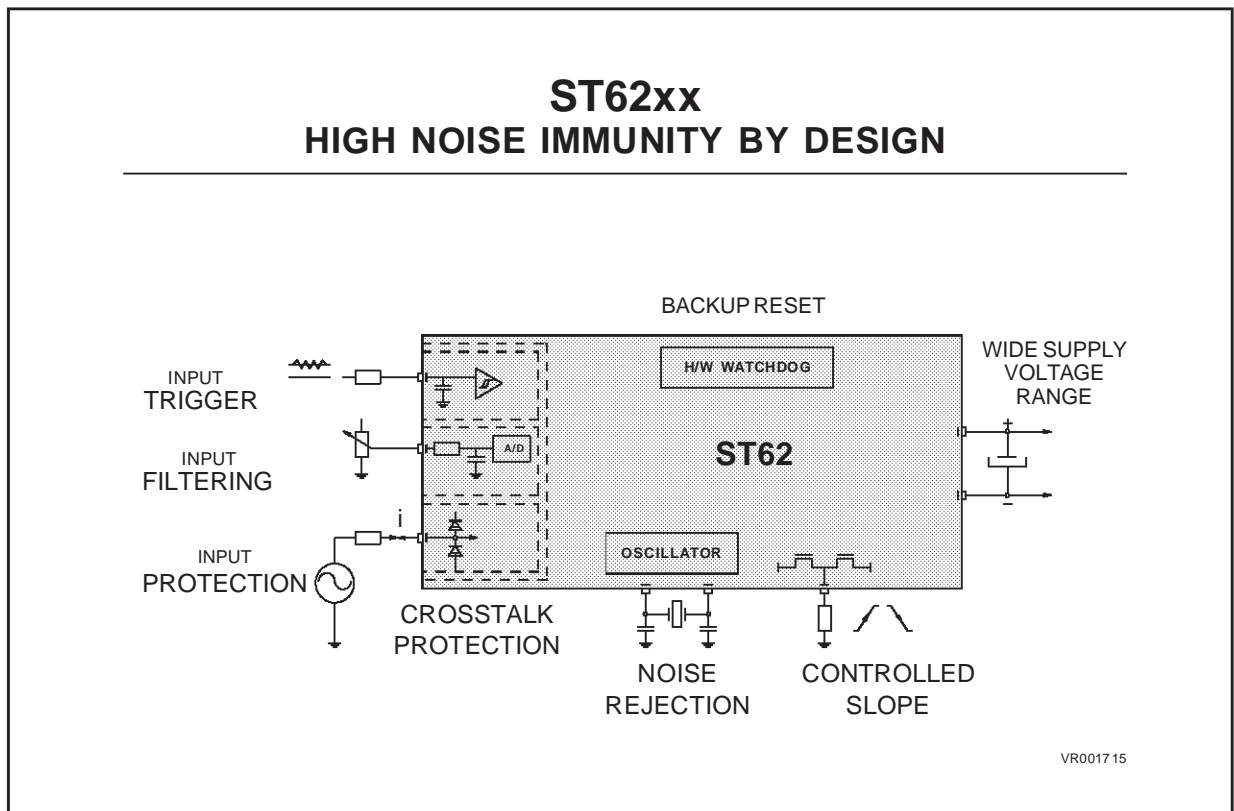 ST62xx
HIGH NOISE IMMUNITY BY DESIGN
BACKUP RESET
H/W WATCHDOG
WIDE SUPPLY
VOLTAGE
RANGE
INPUT
TRIGGER
INPUT
FILTERING
A/D
ST62
+
-
i
INPUT
PROTECTION
OSCILLATOR
CROSSTALK
PROTECTION
NOISE
REJECTION
CONTROLLED
SLOPE
VR001715